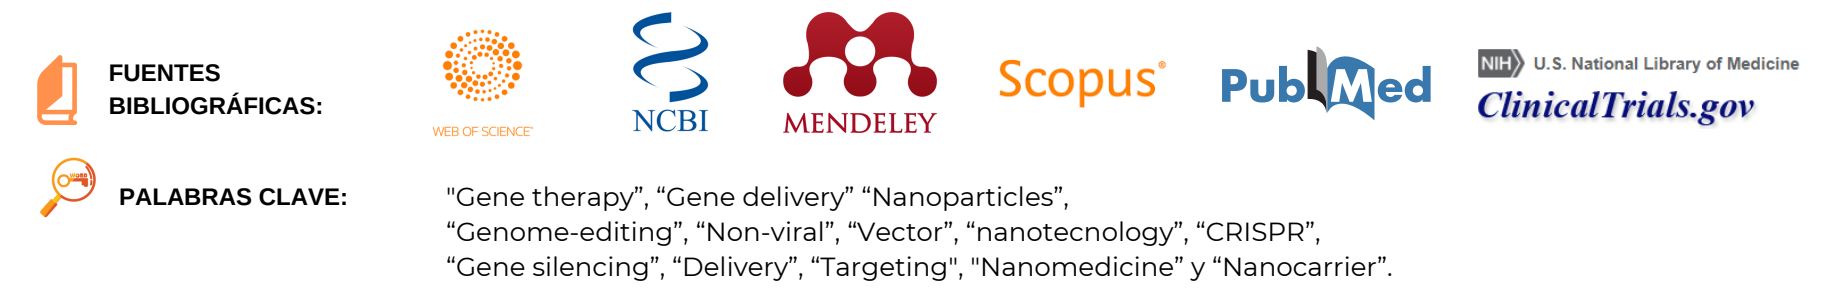 FUENTES
BIBLIOGRÁFICAS:
WEB OF SCIENCE™
NCBI
MENDELEY
Scopus®
PubMed
NIH U.S. National Library of Medicine
ClinicalTrials.gov
PALABRAS CLAVE:
"Gene therapy”, “Gene delivery” “Nanoparticles”,
“Genome-editing”, “Non-viral”, “Vector”, “nanotecnology”, “CRISPR”,
“Gene silencing”, “Delivery”, “Targeting", "Nanomedicine” y “Nanocarrier”.